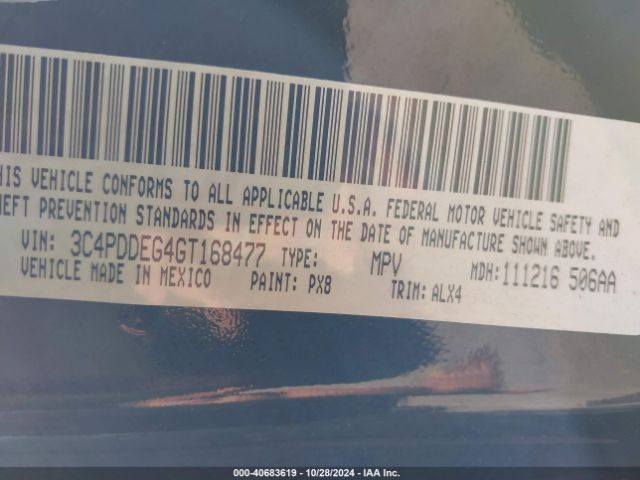 HIS VEHICLE CONFORMS TO ALL APPLICABLE U.S.A. FEDERAL MOTOR VEHICLE SAFETY AND
HEFT PREVENTION STANDARDS IN EFFECT ON THE DATE OF MANUFACTURE SHOWN ABOVE.
VIN: 3C4PDDEG4GT168477 TYPE: MPV MDH:111216 506AA
VEHICLE MADE IN MEXICO PAINT: PX8 TRIM: ALX4
000-40683619 - 10/28/2024 - IAA Inc.